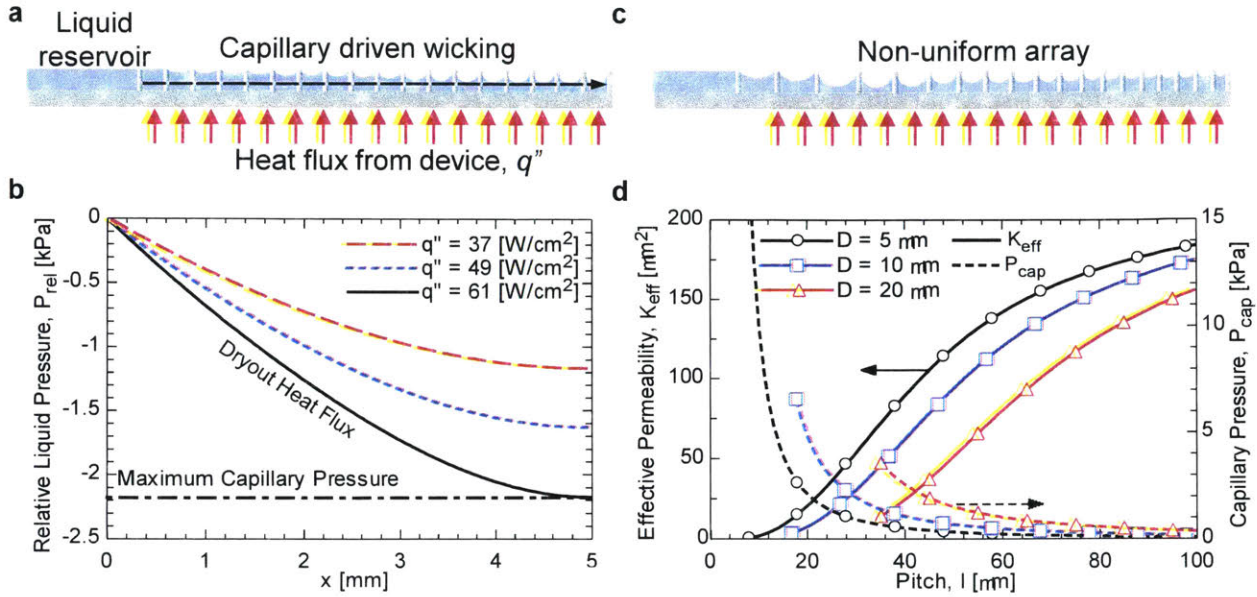 a
Liquid
reservoir
Capillary driven wicking
Heat flux from device, q"
c
Non-uniform array
b
Relative Liquid Pressure, P_rel [kPa]
0
-0.5
-1
-1.5
-2
-2.5
q" = 37 [W/cm²]
q" = 49 [W/cm²]
q" = 61 [W/cm²]
Dryout Heat Flux
Maximum Capillary Pressure
0 1 2 3 4 5
x [mm]
d
Effective Permeability, K_eff [m²]
200
150
100
50
0
D = 5 mm
D = 10 mm
D = 20 mm
K_eff
P_cap
15
10
5
0
Capillary Pressure, P_cap [kPa]
0 20 40 60 80 100
Pitch, l [mm]